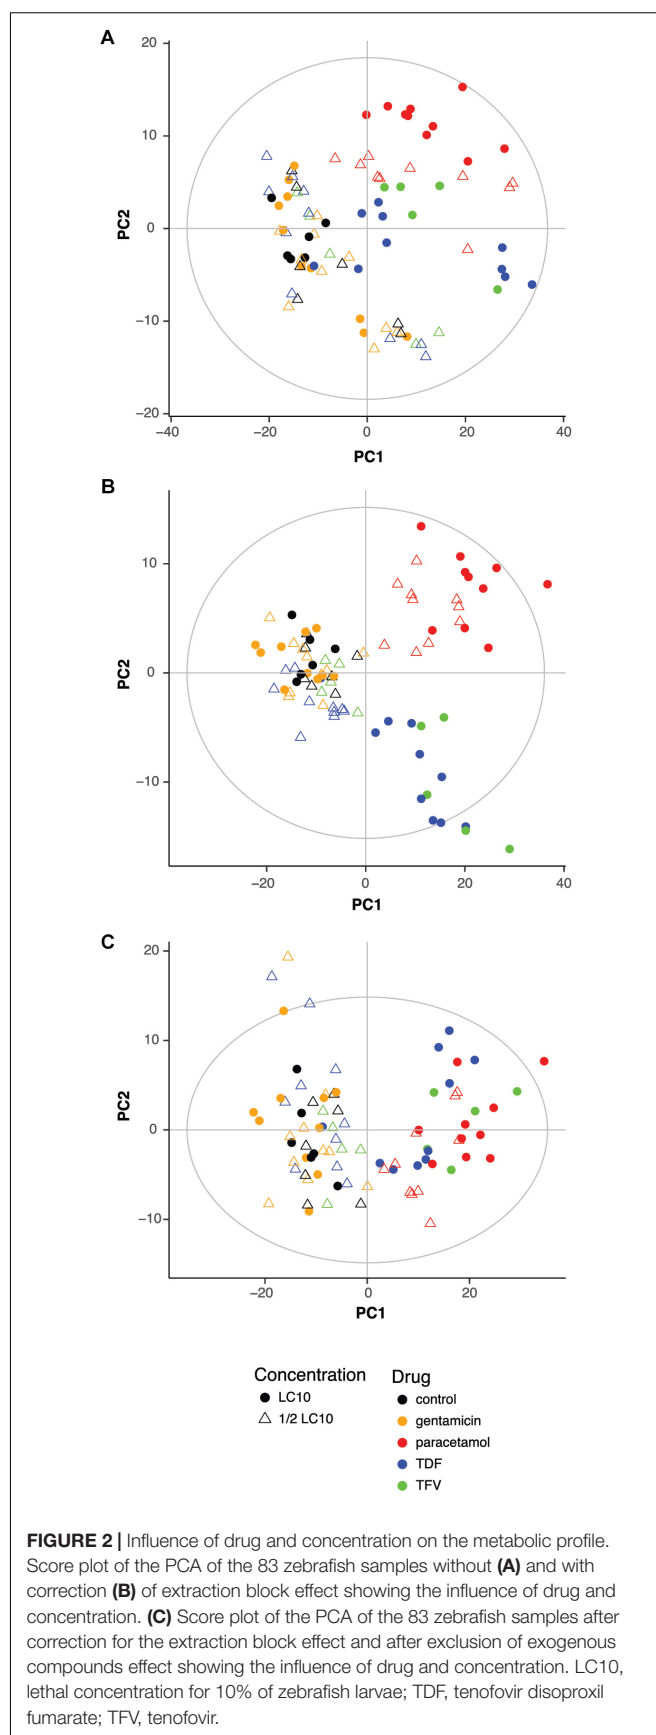 A
20
10
0
−10
−20
PC2
−40
−20
0
20
40
PC1
B
10
0
−10
PC2
−20
0
20
40
PC1
C
20
10
0
−10
PC2
−20
0
20
PC1
Concentration
LC10
1/2 LC10
Drug
control
gentamicin
paracetamol
TDF
TFV
FIGURE 2 | Influence of drug and concentration on the metabolic profile.
Score plot of the PCA of the 83 zebrafish samples without (A) and with
correction (B) of extraction block effect showing the influence of drug and
concentration. (C) Score plot of the PCA of the 83 zebrafish samples after
correction for the extraction block effect and after exclusion of exogenous
compounds effect showing the influence of drug and concentration. LC10,
lethal concentration for 10% of zebrafish larvae; TDF, tenofovir disoproxil
fumarate; TFV, tenofovir.